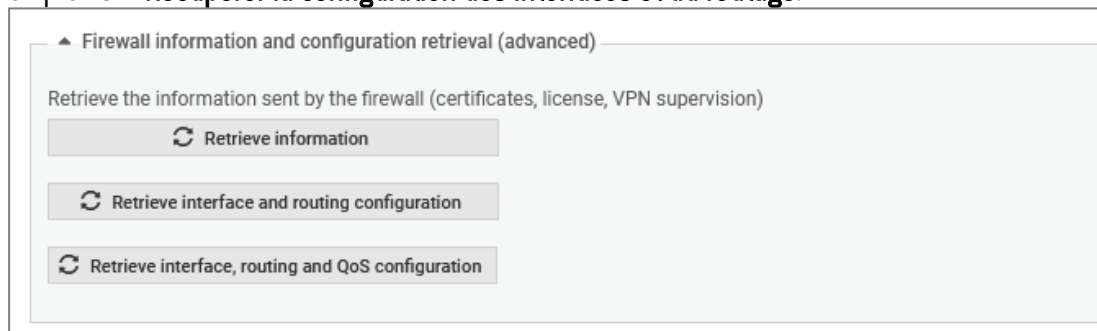 Récupérer la configuration des interfaces et du routage.
Firewall information and configuration retrieval (advanced)
Retrieve the information sent by the firewall (certificates, license, VPN supervision)
Retrieve information
Retrieve interface and routing configuration
Retrieve interface, routing and QoS configuration